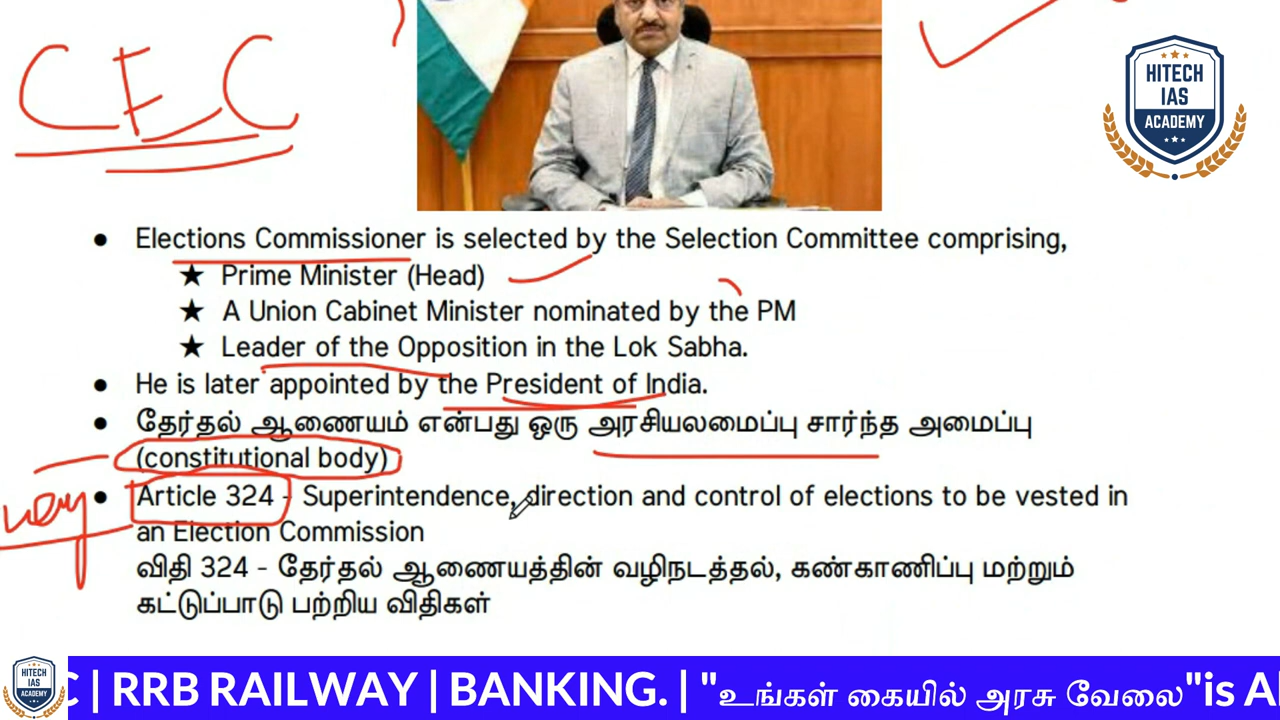 CEC
HITECH
IAS
ACADEMY
● Elections Commissioner is selected by the Selection Committee comprising,
★ Prime Minister (Head)
★ A Union Cabinet Minister nominated by the PM
★ Leader of the Opposition in the Lok Sabha.
● He is later appointed by the President of India.
● தேர்தல் ஆணையம் என்பது ஒரு அரசியலமைப்பு சார்ந்த அமைப்பு
(constitutional body)
● Article 324 - Superintendence, direction and control of elections to be vested in
an Election Commission
விதி 324 - தேர்தல் ஆணையத்தின் வழிநடத்தல், கண்காணிப்பு மற்றும்
கட்டுப்பாடு பற்றிய விதிகள்
HITECH
IAS
ACADEMY
C | RRB RAILWAY | BANKING. | "உங்கள் கையில் அரசு வேலை"is